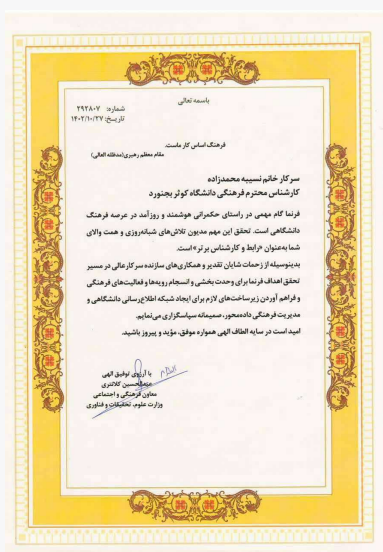 باسمه تعالی
شماره: ۲۹۲۸۰۷
تاریخ: ۱۴۰۲/۱۰/۲۷
فرهنگ اساس کار ماست.
مقام معظم رهبری(مدظله العالی)
سرکار خانم نسیبه محمدزاده
کارشناس محترم فرهنگی دانشگاه کوثر بجنورد
فرنما گام مهمی در راستای حکمرانی هوشمند و روزآمد در عرصه فرهنگ
دانشگاهی است. تحقق این مهم مدیون تلاش‌های شبانه‌روزی و همت والای
شما به‌عنوان «رابط و کارشناس برتر» است.
بدینوسیله از زحمات شایان تقدیر و همکاری‌های سازنده سرکارعالی در مسیر
تحقق اهداف فرنما برای وحدت بخشی و انسجام رویه‌ها و فعالیت‌های فرهنگی
و فراهم آوردن زیرساخت‌های لازم برای ایجاد شبکه اطلاع‌رسانی دانشگاهی و
مدیریت فرهنگی داده‌محور، صمیمانه سپاسگزاری می‌نمایم.
امید است در سایه الطاف الهی همواره موفق، مؤید و پیروز باشید.
با آرزوی توفیق الهی
عبدالحسین کلانتری
معاون فرهنگی و اجتماعی
وزارت علوم، تحقیقات و فناوری